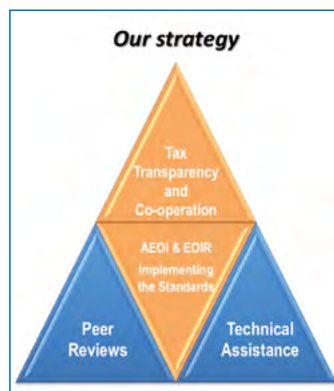 Our strategy
Tax
Transparency
and
Co-operation
AEOI & EOIR
Implementing
the Standards
Peer
Reviews
Technical
Assistance